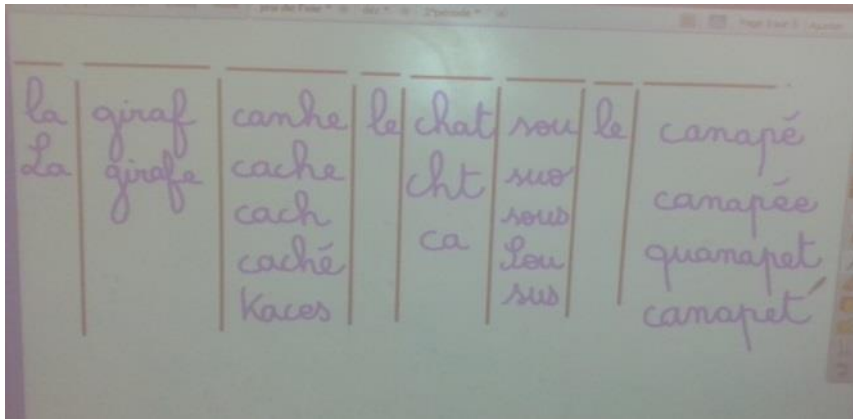 la giraf canhe le chat sou le canapé
La girafe cache cht suo canapée
cach ca sous quanapet
caché Lou canapet
Kaces sus